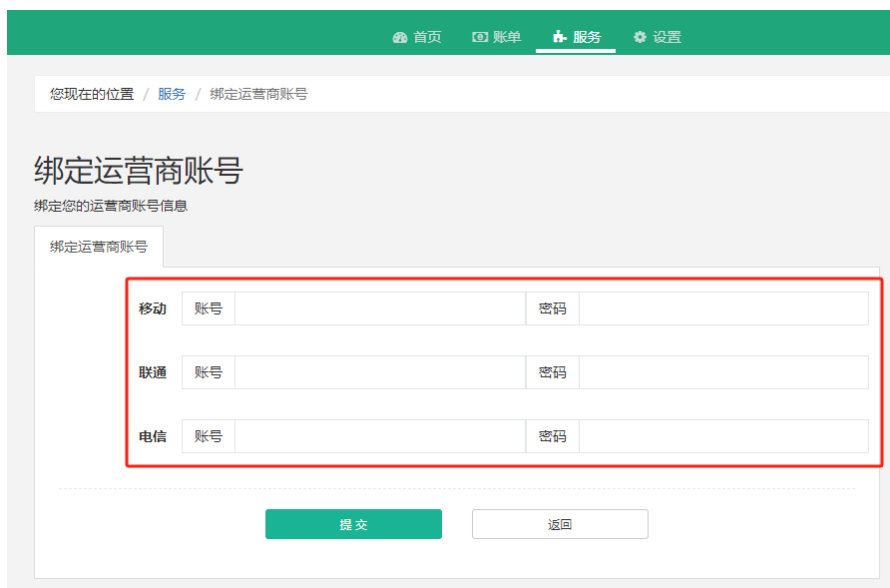 首页 账单 服务 设置
您现在的位置 / 服务 / 绑定运营商账号
绑定运营商账号
绑定您的运营商账号信息
绑定运营商账号
移动 账号 密码
联通 账号 密码
电信 账号 密码
提交 返回